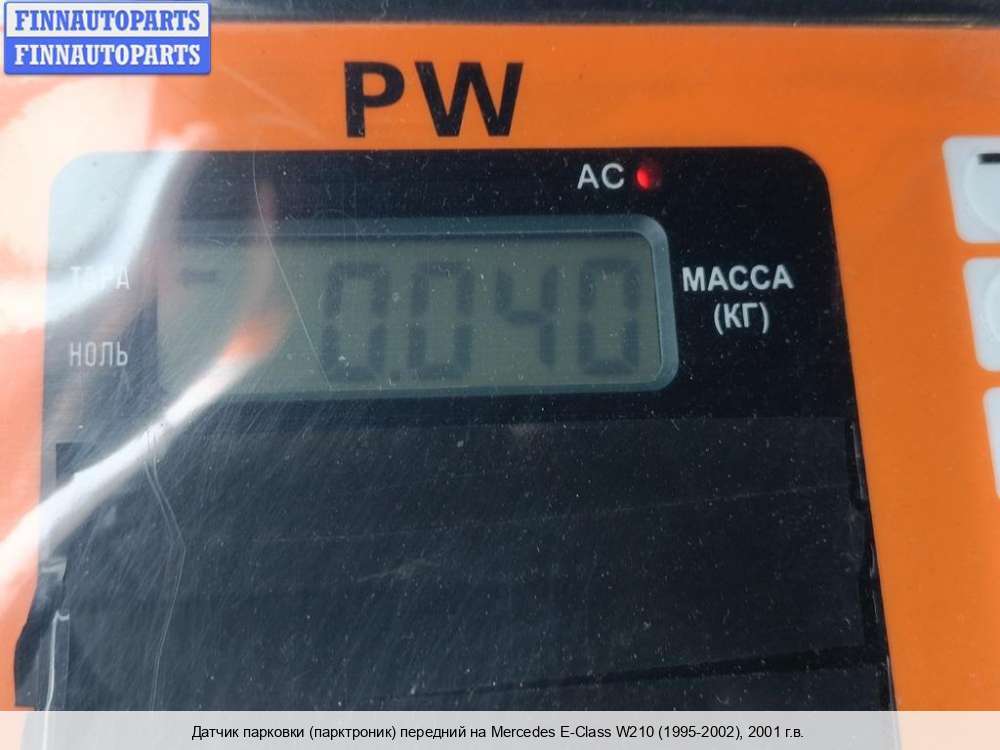 FINNAUTOPARTS
FINNAUTOPARTS
PW
AC
ТАРА
0.040
МАССА
(КГ)
НОЛЬ
Датчик парковки (парктроник) передний на Mercedes E-Class W210 (1995-2002), 2001 г.в.